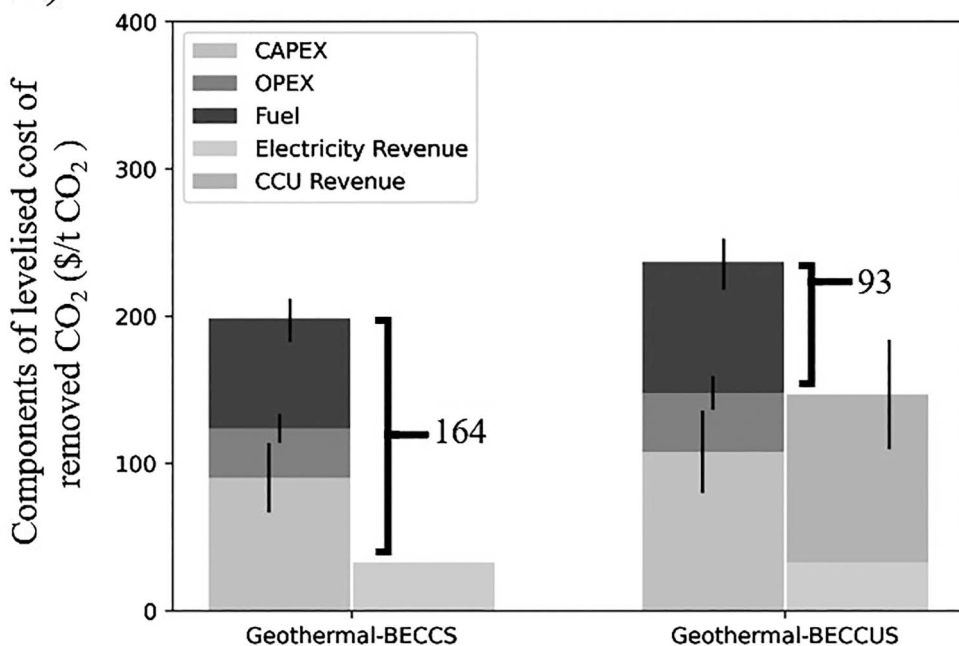 Components of levelised cost of
removed CO₂ ($/t CO₂ )
400
300
200
100
0
CAPEX
OPEX
Fuel
Electricity Revenue
CCU Revenue
164
93
Geothermal-BECCS
Geothermal-BECCUS